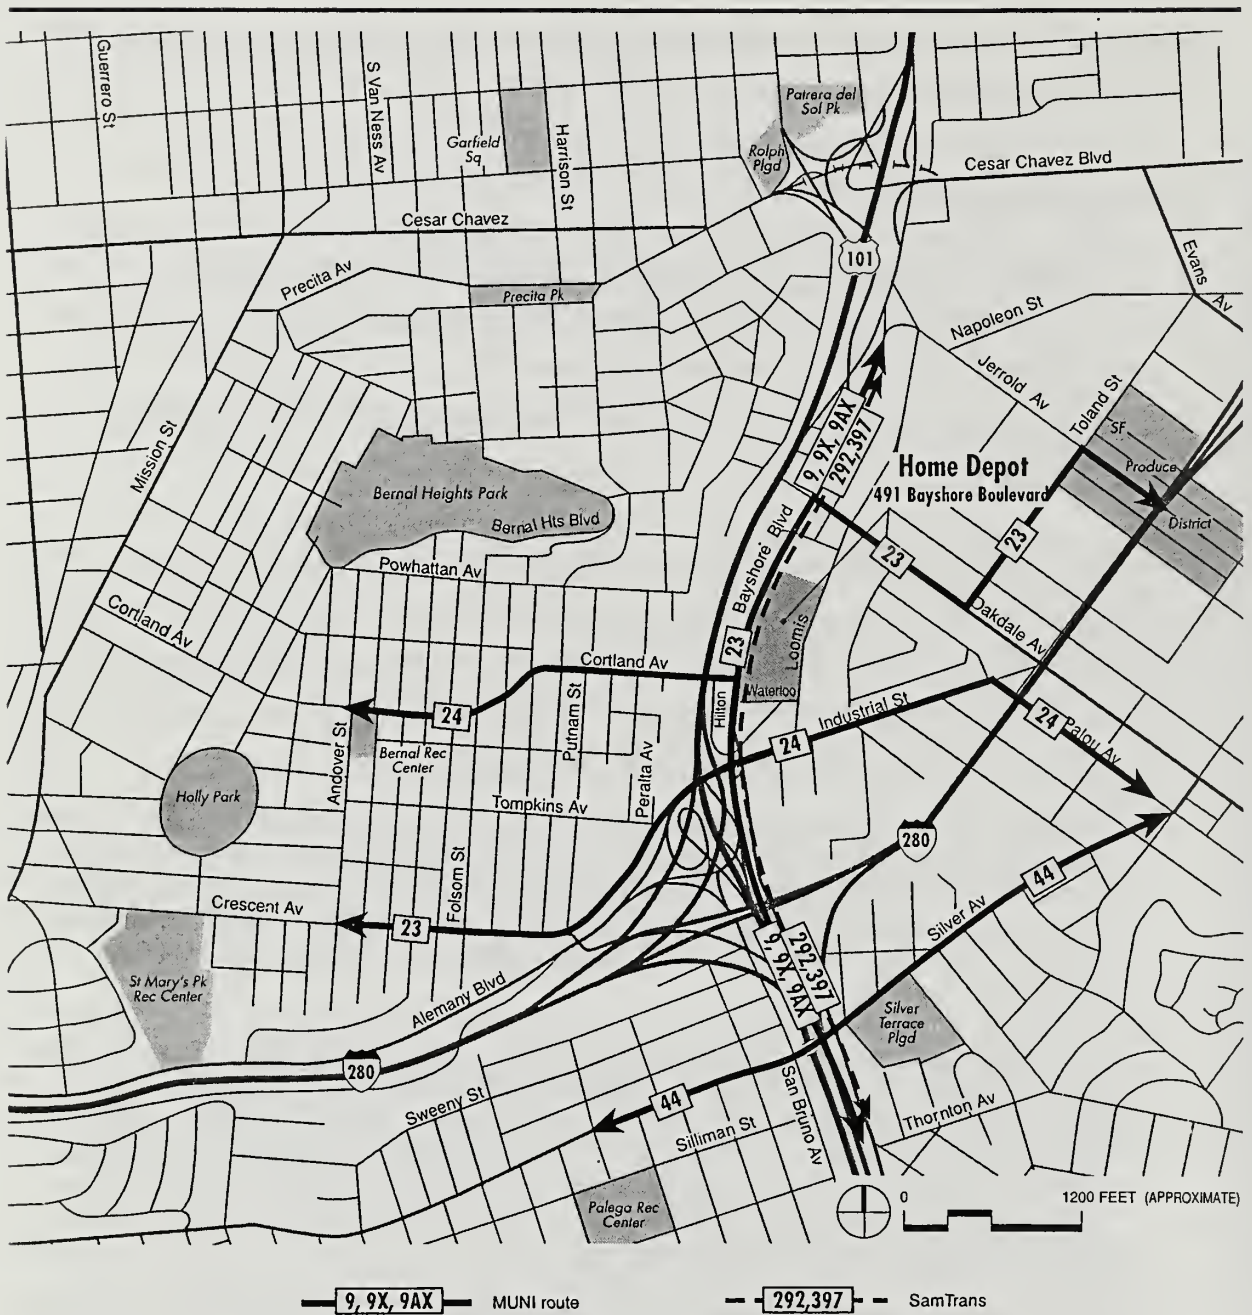 Guerrero St
S Van
Ness Av
Garfield
Sq
Harrison St
Patrera del
Sol Pk
Rolph
Plgd
Cesar Chavez Blvd
Cesar Chavez
101
Evans
Av
Precita Av
Precita Pk
Napoleon St
Jerrold Av
Toland St
SF
Produce
District
Mission St
9, 9X, 9AX
292,397
Home Depot
491 Bayshore Boulevard
Bernal Heights Park
Bernal Hts Blvd
23
23
Powhattan Av
Bayshore Blvd
Oakdale Av
Cortland Av
23
Loomis
Cortland Av
Waterloo
Hilton
Industrial St
24
24
24
Palou Av
Andover St
Bernal Rec
Center
Putnam St
Peralta Av
Holly Park
Tompkins Av
280
44
Folsom St
Crescent Av
23
Silver Av
292,397
9, 9X, 9AX
St Mary's Pk
Rec Center
Alemany Blvd
Silver
Terrace
Plgd
280
Sweeny St
44
San Bruno Av
Thornton Av
Silliman St
Palega Rec
Center
0
1200 FEET (APPROXIMATE)
9, 9X, 9AX
MUNI route
292,397
SamTrans